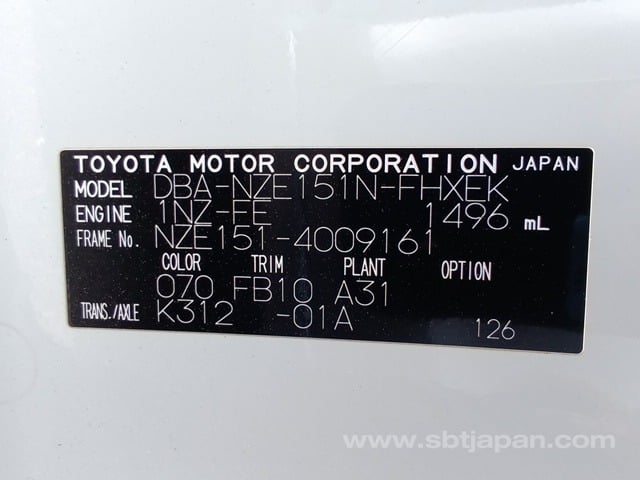 TOYOTA MOTOR CORPORATION JAPAN
MODEL DBA-NZE151N-FHXEK
ENGINE 1NZ-FE 1496 mL
FRAME No. NZE151-4009161
COLOR TRIM PLANT OPTION
070 FB10 A31
TRANS./AXLE K312 -01A 126
www.sbtjapan.com